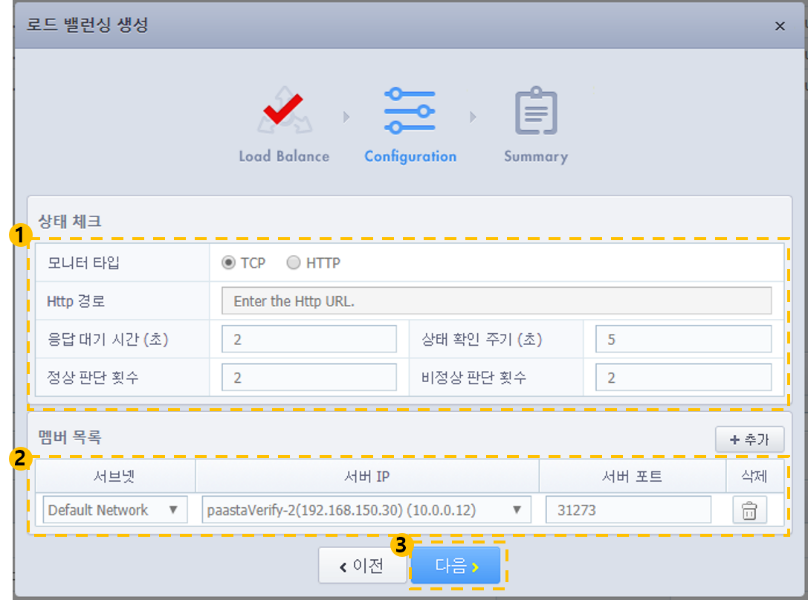 로드 밸런싱 생성 ×
Load Balance Configuration Summary
상태 체크
1
모니터 타입 TCP HTTP
Http 경로 Enter the Http URL.
응답 대기 시간 (초) 2 상태 확인 주기 (초) 5
정상 판단 횟수 2 비정상 판단 횟수 2
멤버 목록 + 추가
2
서브넷 서버 IP 서버 포트 삭제
Default Network ▼ paastaVerify-2(192.168.150.30) (10.0.0.12) ▼ 31273
3
‹ 이전 다음 ›